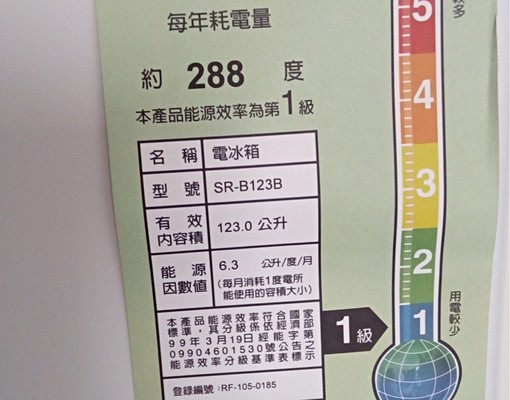 每年耗電量
約 288 度
本產品能源效率為第1級
名稱 電冰箱
型號 SR-B123B
有效內容積 123.0 公升
能源因數值 6.3 公升/度/月
(每月消耗1度電所
能使用的容積大小)
本產品能源效率符合國家
標準，其分級係依經濟部
99年3月19日經能字第
09904601530號公告之
能源效率分級基準表標示
登錄編號:RF-105-0185
較多
5
4
3
2
1
1級
用電較少